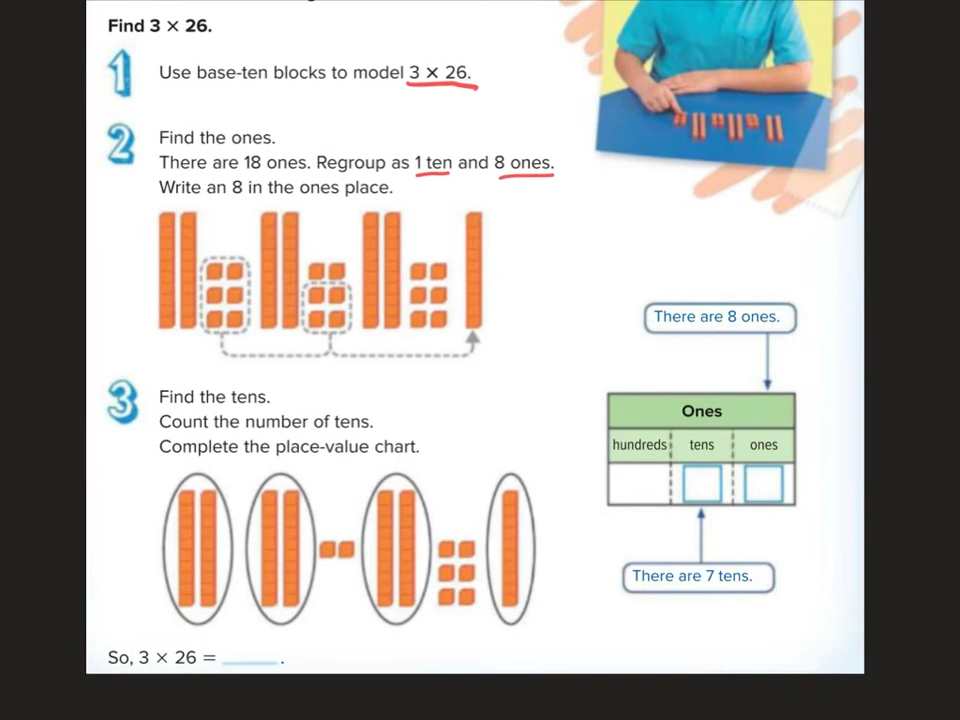 Find 3 × 26.
1
Use base-ten blocks to model 3 × 26.
2
Find the ones.
There are 18 ones. Regroup as 1 ten and 8 ones.
Write an 8 in the ones place.
There are 8 ones.
3
Find the tens.
Count the number of tens.
Complete the place-value chart.
Ones
hundreds tens ones
There are 7 tens.
So, 3 × 26 = ______ .